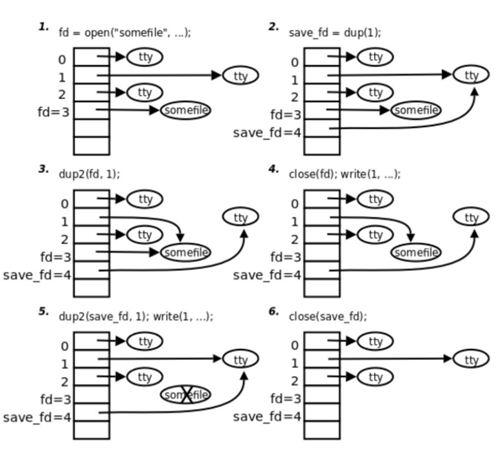 1. fd = open("somefile", ...);
0 tty
1 tty
2 tty
fd=3 somefile
2. save_fd = dup(1);
0 tty
1 tty
2 tty
fd=3 somefile
save_fd=4
3. dup2(fd, 1);
0 tty
1 tty
2 tty
fd=3 somefile
save_fd=4
4. close(fd); write(1, ...);
0 tty
1 tty
2 tty
fd=3 somefile
save_fd=4
5. dup2(save_fd, 1); write(1, ...);
0 tty
1 tty
2 tty
fd=3 somefile
save_fd=4
6. close(save_fd);
0 tty
1 tty
2 tty
fd=3
save_fd=4